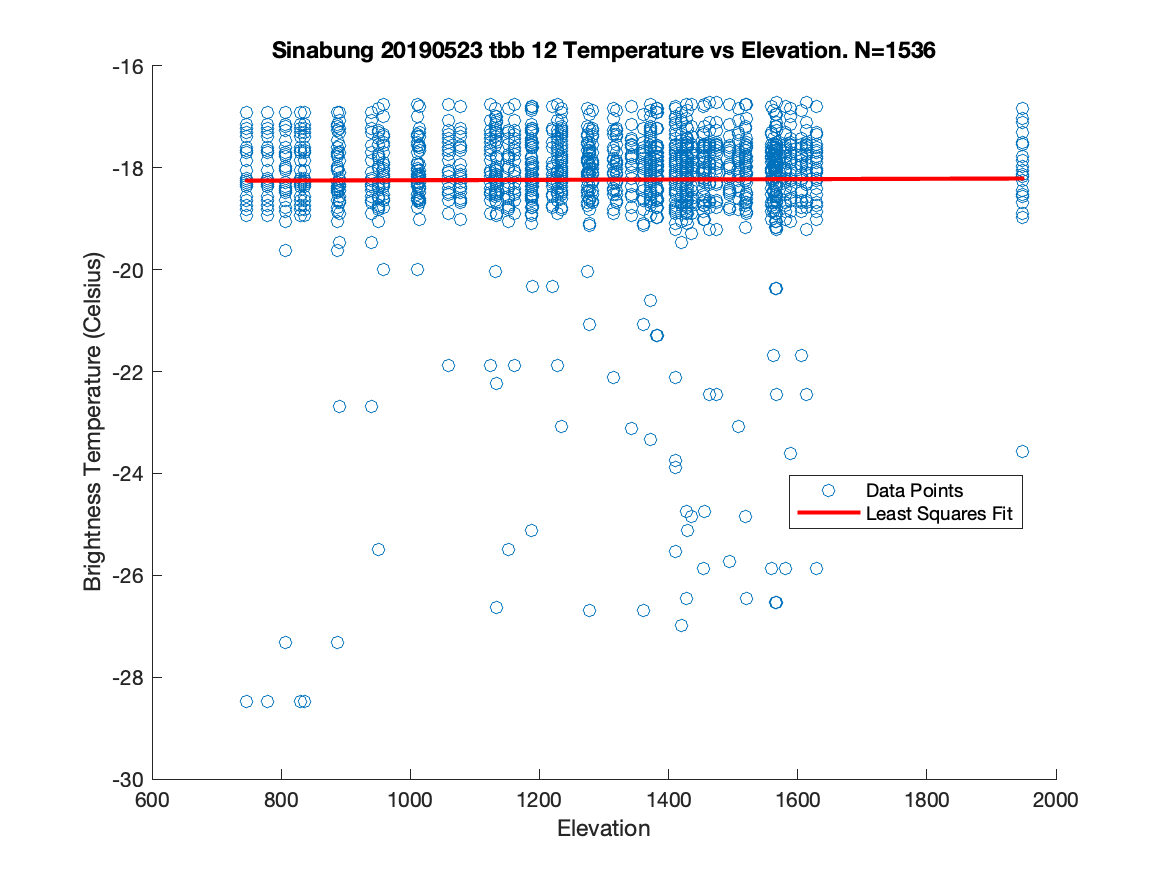 Sinabung 20190523 tbb 12 Temperature vs Elevation. N=1536
Brightness Temperature (Celsius)
-16
-18
-20
-22
-24
-26
-28
-30
Data Points
Least Squares Fit
600 800 1000 1200 1400 1600 1800 2000
Elevation